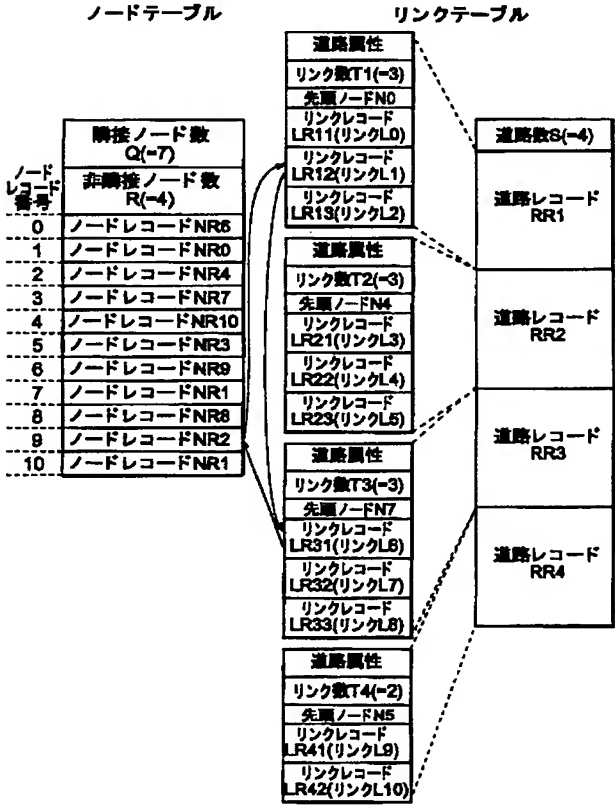 ノードテーブル
リンクテーブル
隣接ノード数
Q(=7)
非隣接ノード数
R(=4)
ノード
レコード
番号
0 ノードレコードNR6
1 ノードレコードNR0
2 ノードレコードNR4
3 ノードレコードNR7
4 ノードレコードNR10
5 ノードレコードNR3
6 ノードレコードNR9
7 ノードレコードNR1
8 ノードレコードNR8
9 ノードレコードNR2
10 ノードレコードNR1
道路属性
リンク数T1(=3)
先頭ノードN0
リンクレコード
LR11(リンクL0)
リンクレコード
LR12(リンクL1)
リンクレコード
LR13(リンクL2)
道路属性
リンク数T2(=3)
先頭ノードN4
リンクレコード
LR21(リンクL3)
リンクレコード
LR22(リンクL4)
リンクレコード
LR23(リンクL5)
道路属性
リンク数T3(=3)
先頭ノードN7
リンクレコード
LR31(リンクL6)
リンクレコード
LR32(リンクL7)
リンクレコード
LR33(リンクL8)
道路属性
リンク数T4(=2)
先頭ノードN5
リンクレコード
LR41(リンクL9)
リンクレコード
LR42(リンクL10)
道路数S(=4)
道路レコード
RR1
道路レコード
RR2
道路レコード
RR3
道路レコード
RR4